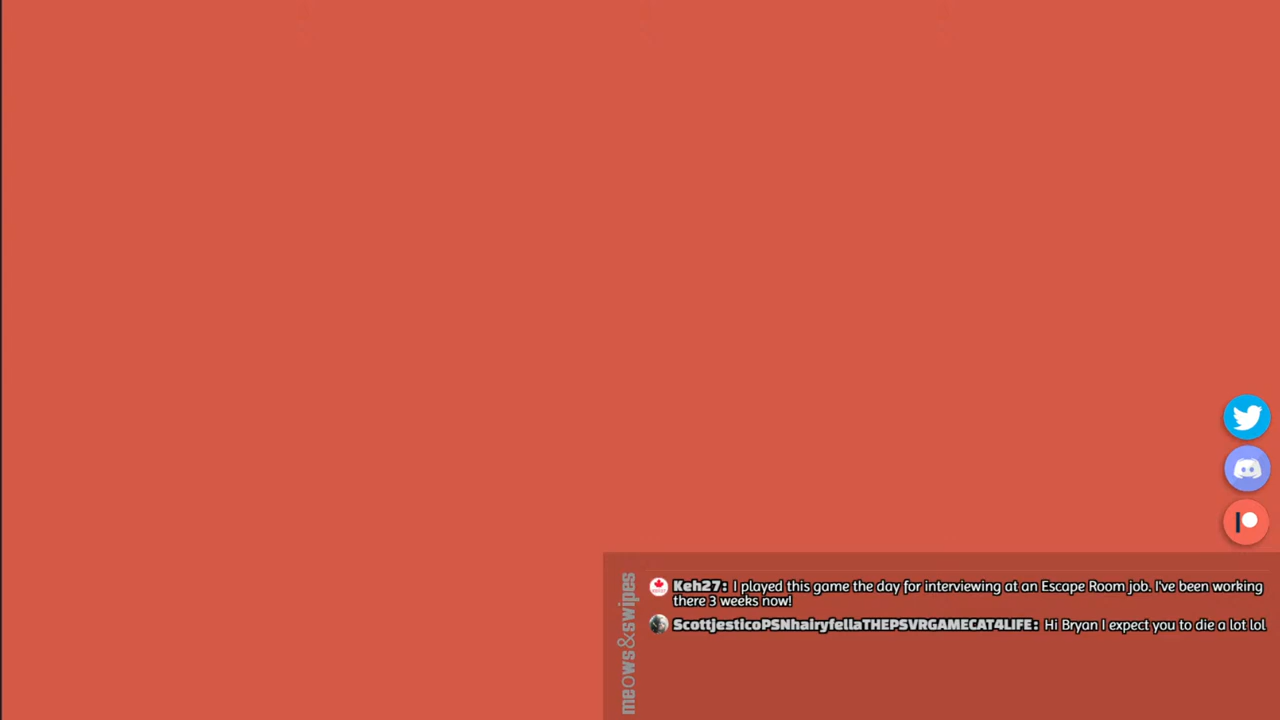 Keh27: I played this game the day for interviewing at an Escape Room job. I've been working
there 3 weeks now!
ScottjesticoPSNhairyfellaTHEPSVRGAMECAT4LIFE: Hi Bryan I expect you to die a lot lol
meows&swipes